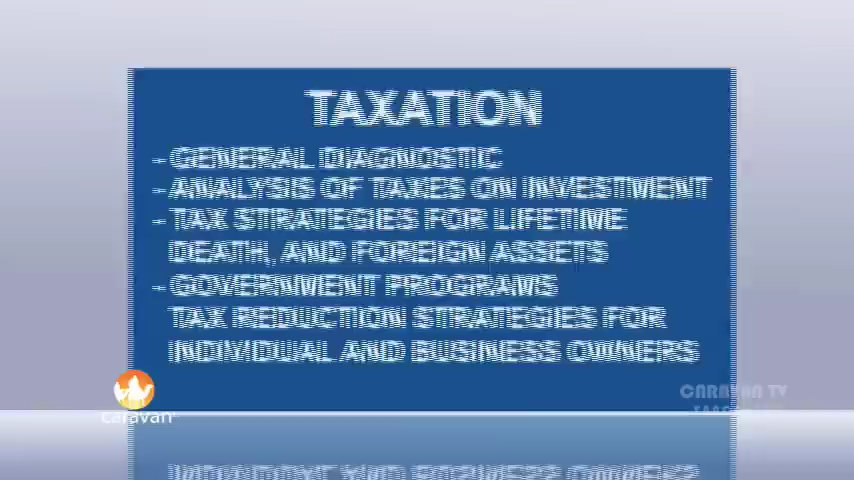 TAXATION
- GENERAL DIAGNOSTIC
- ANALYSIS OF TAXES ON INVESTMENT
- TAX STRATEGIES FOR LIFETIME
DEATH, AND FOREIGN ASSETS
- GOVERNMENT PROGRAMS
TAX REDUCTION STRATEGIES FOR
INDIVIDUAL AND BUSINESS OWNERS
caravan
CARAVAN TV